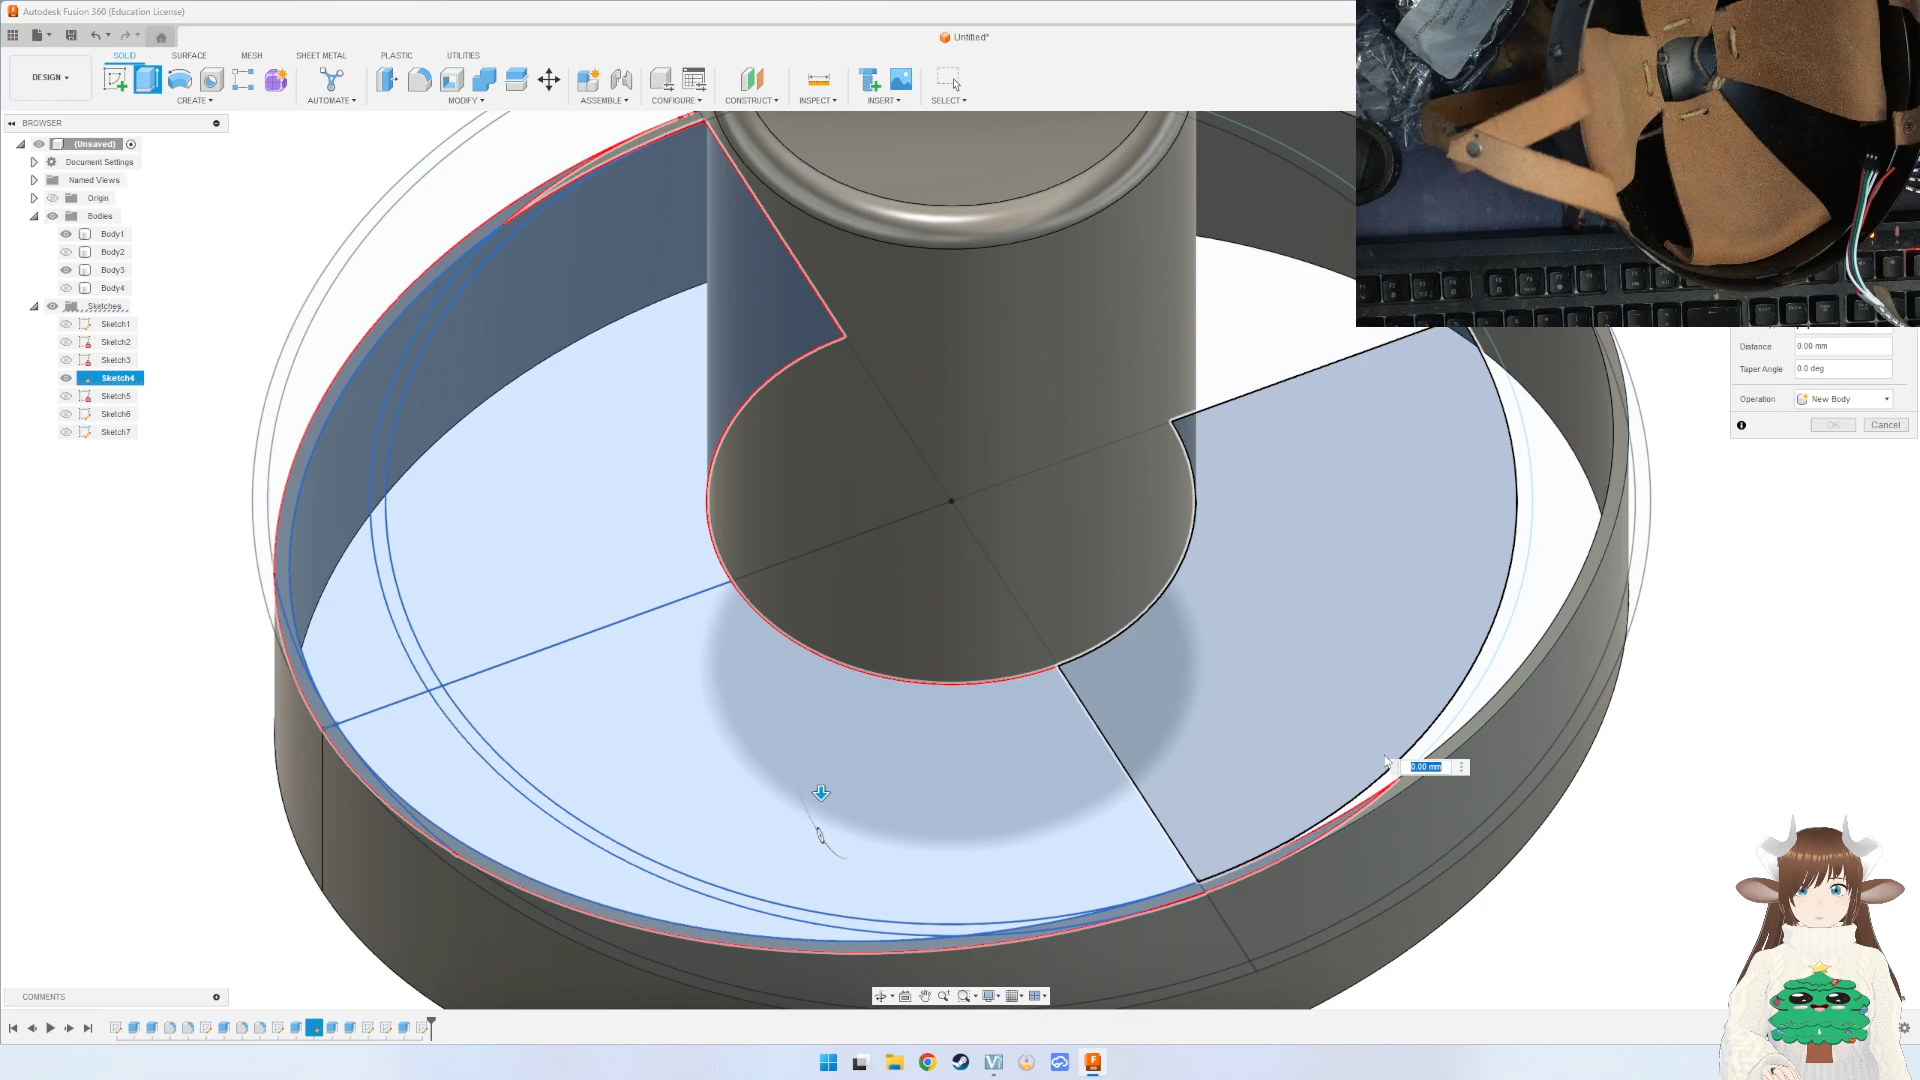 Autodesk Fusion 360 (Education License)
Untitled*
DESIGN
SOLID
SURFACE
MESH
SHEET METAL
PLASTIC
UTILITIES
CREATE
AUTOMATE
MODIFY
ASSEMBLE
CONFIGURE
CONSTRUCT
INSPECT
INSERT
SELECT
BROWSER
(Unsaved)
Document Settings
Named Views
Origin
Bodies
Body1
Body2
Body3
Body4
Sketches
Sketch1
Sketch2
Sketch3
Sketch4
Sketch5
Sketch6
Sketch7
Distance
0.00 mm
Taper Angle
0.0 deg
Operation
New Body
OK
Cancel
0.00 mm
COMMENTS